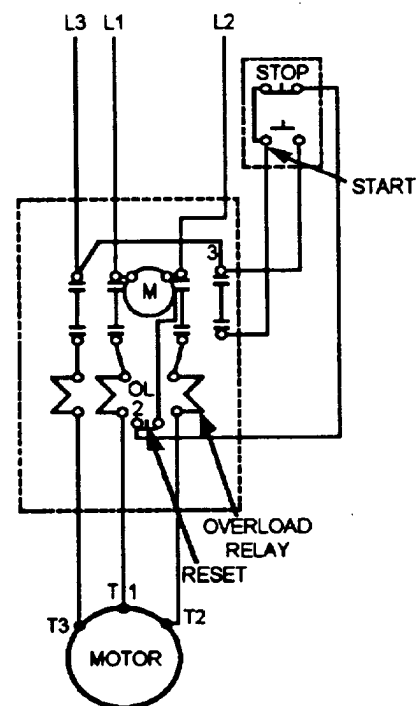 L3 L1 L2
STOP
START
3
M
OL
2
OVERLOAD
RELAY
RESET
T1
T3 T2
MOTOR